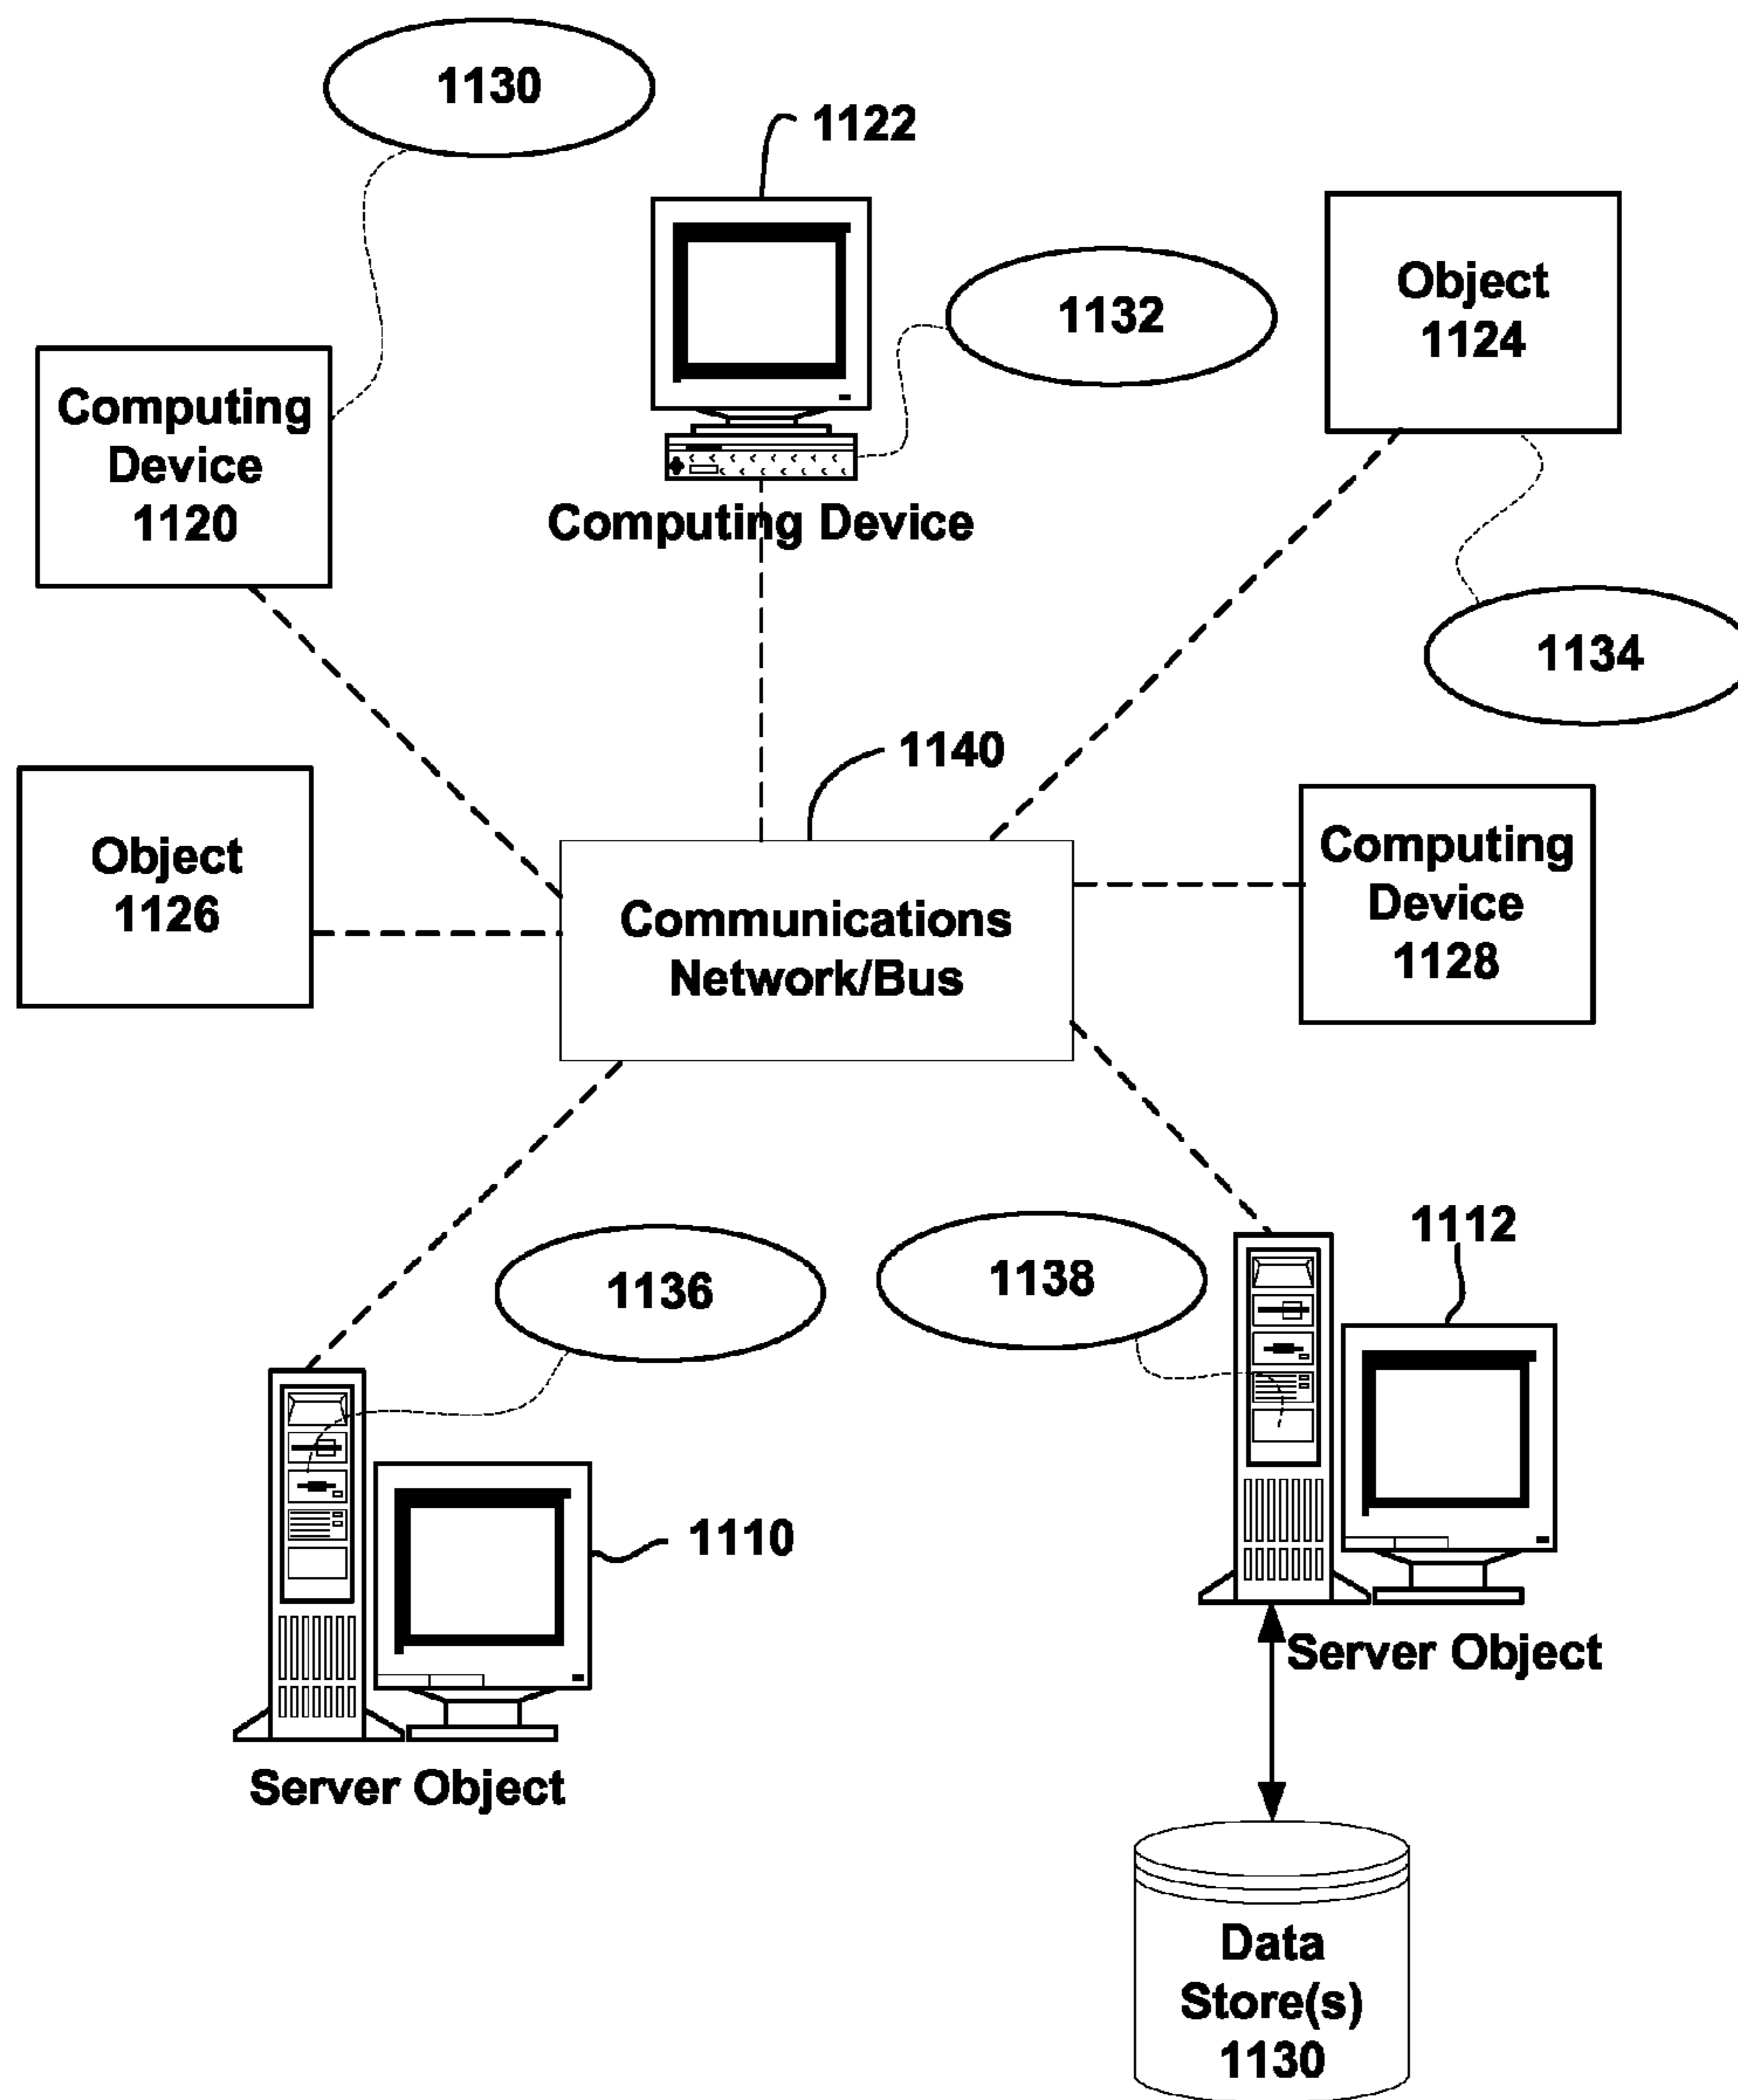 1130
1122
Object
1124
1132
Computing
Device
1120
Computing Device
1134
1140
Object
1126
Computing
Device
1128
Communications
Network/Bus
1112
1138
1136
1110
Server Object
Server Object
Data
Store(s)
1130